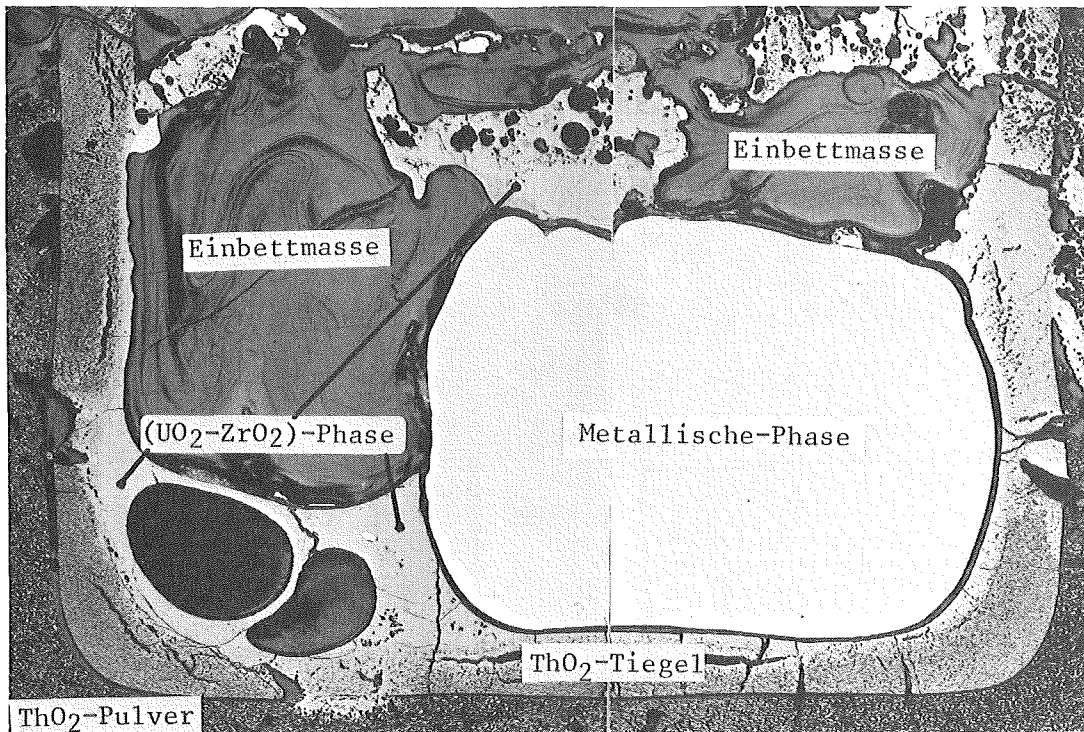 Einbettmasse
Einbettmasse
(UO₂-ZrO₂)-Phase
Metallische-Phase
ThO₂-Tiegel
ThO₂-Pulver